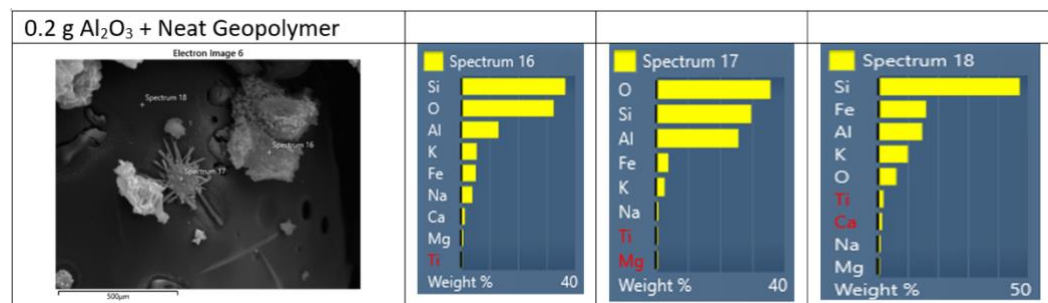 0.2 g Al₂O₃ + Neat Geopolymer
Electron Image 6
Spectrum 18
Spectrum 16
Spectrum 17
500µm
Spectrum 16
Si
O
Al
K
Fe
Na
Ca
Mg
Ti
Weight % 40
Spectrum 17
O
Si
Al
Fe
K
Na
Ti
Mg
Weight % 40
Spectrum 18
Si
Fe
Al
K
O
Ti
Ca
Na
Mg
Weight % 50